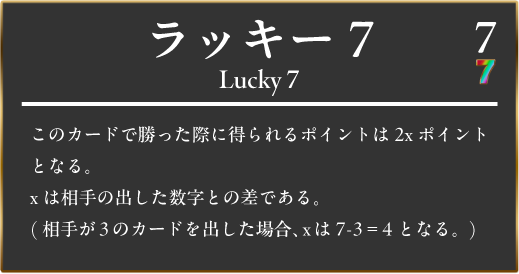 ラッキー 7
7
Lucky 7
7
このカードで勝った際に得られるポイントは 2x ポイント
となる。
x は相手の出した数字との差である。
( 相手が３のカードを出した場合、x は 7-3 = 4 となる。)